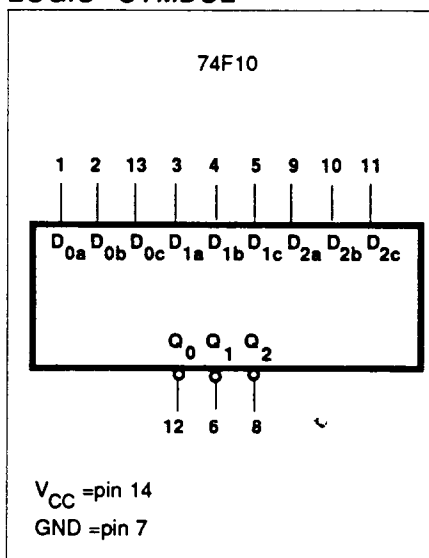 LOGIC SYMBOL
74F10
1 2 13 3 4 5 9 10 11
D0a D0b D0c D1a D1b D1c D2a D2b D2c
Q0 Q1 Q2
12 6 8
VCC =pin 14
GND =pin 7